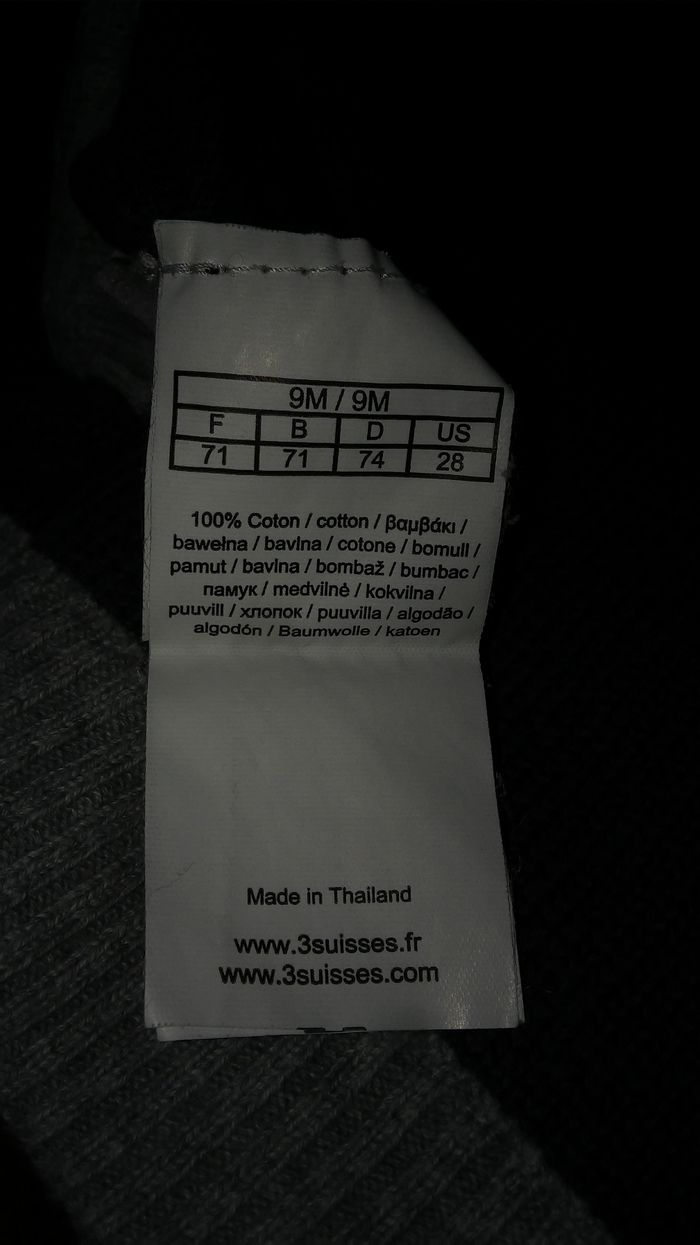 9M / 9M
F B D US
71 71 74 28
100% Coton / cotton / βαμβάκι /
bawełna / bavlna / cotone / bomull /
pamut / bavlna / bombaž / bumbac /
памук / medvilnė / kokvilna /
puuvill / хлопок / puuvilla / algodão /
algodón / Baumwolle / katoen
Made in Thailand
www.3suisses.fr
www.3suisses.com